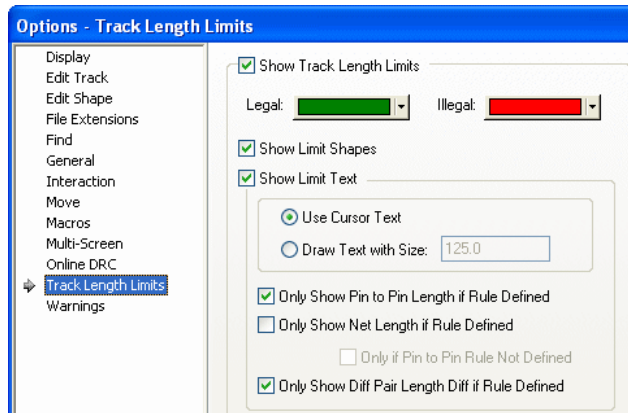 Options - Track Length Limits
Display
Edit Track
Edit Shape
File Extensions
Find
General
Interaction
Move
Macros
Multi-Screen
Online DRC
Track Length Limits
Warnings
Show Track Length Limits
Legal: Illegal:
Show Limit Shapes
Show Limit Text
Use Cursor Text
Draw Text with Size: 125.0
Only Show Pin to Pin Length if Rule Defined
Only Show Net Length if Rule Defined
Only if Pin to Pin Rule Not Defined
Only Show Diff Pair Length Diff if Rule Defined